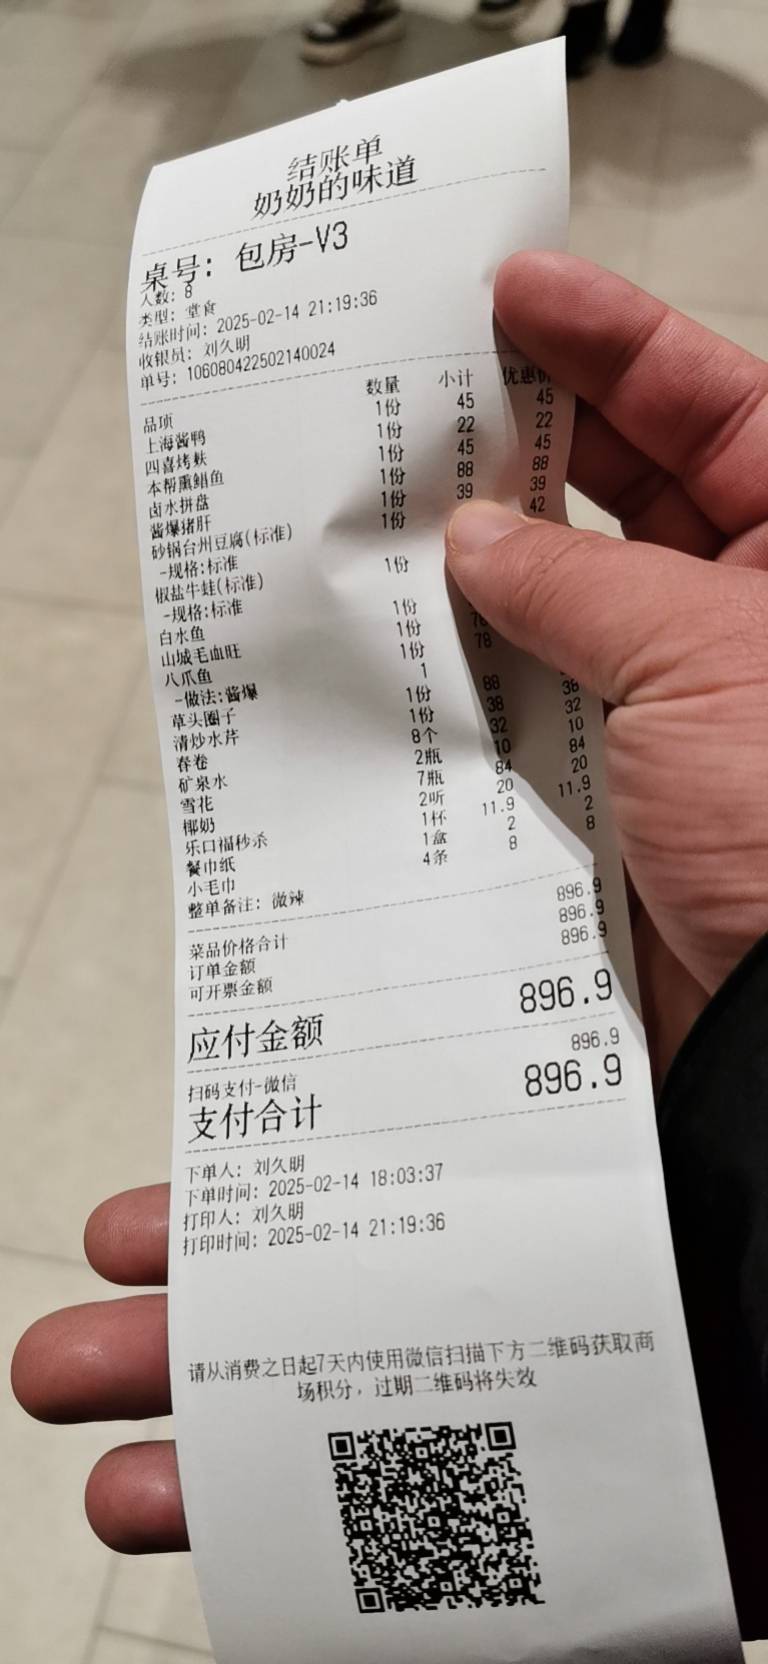 结账单
奶奶的味道
桌号: 包房-V3
人数: 8
类型: 堂食
结账时间: 2025-02-14 21:19:36
收银员: 刘久明
单号: 106080422502140024
品项 数量 小计 优惠价
上海酱鸭 1份 45 45
四喜烤麸 1份 22 22
本帮熏鲳鱼 1份 45 45
卤水拼盘 1份 88 88
酱爆猪肝 1份 39 39
砂锅台州豆腐(标准) 1份 42
-规格:标准
椒盐牛蛙(标准) 1份
-规格:标准
白水鱼 1份
山城毛血旺 1份 78
八爪鱼 1份 78
-做法:酱爆 1
草头圈子 1份 88
清炒水芹 1份 38 38
春卷 8个 32 32
矿泉水 2瓶 10 10
雪花 7瓶 84 84
椰奶 2听 20 20
乐口福秒杀 1杯 11.9 11.9
餐巾纸 1盒 2 2
小毛巾 4条 8 8
整单备注: 微辣
菜品价格合计 896.9
订单金额 896.9
可开票金额 896.9
应付金额 896.9
扫码支付-微信 896.9
支付合计 896.9
下单人: 刘久明
下单时间: 2025-02-14 18:03:37
打印人: 刘久明
打印时间: 2025-02-14 21:19:36
请从消费之日起7天内使用微信扫描下方二维码获取商
场积分，过期二维码将失效